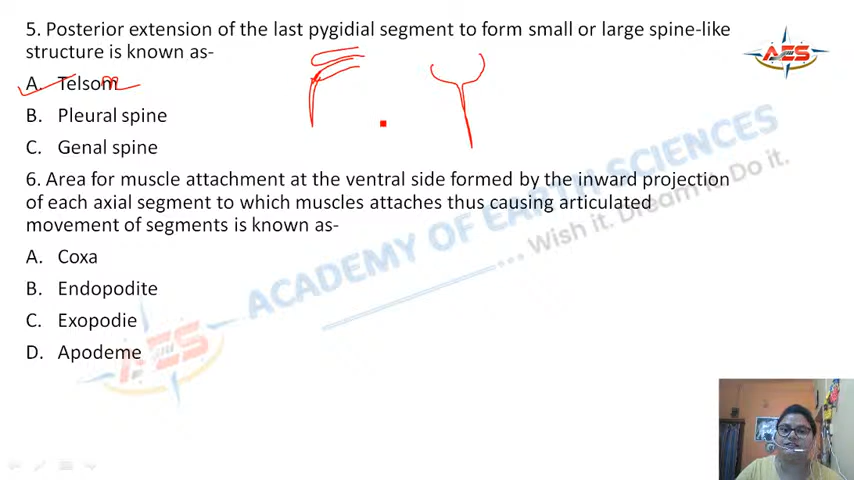 5. Posterior extension of the last pygidial segment to form small or large spine-like
structure is known as-
A. Telsom
B. Pleural spine
C. Genal spine
6. Area for muscle attachment at the ventral side formed by the inward projection
of each axial segment to which muscles attaches thus causing articulated
movement of segments is known as-
A. Coxa
B. Endopodite
C. Exopodie
D. Apodeme
AES
ACADEMY OF EARTH SCIENCES
... Wish it. Dream it. Do it.
AES